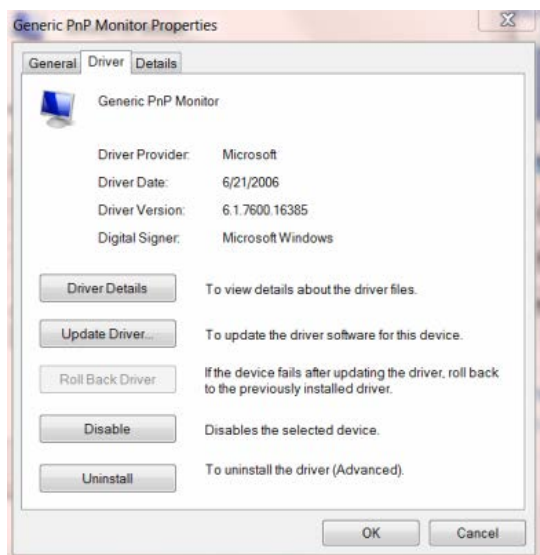 Generic PnP Monitor Properties
General Driver Details
Generic PnP Monitor
Driver Provider: Microsoft
Driver Date: 6/21/2006
Driver Version: 6.1.7600.16385
Digital Signer: Microsoft Windows
Driver Details To view details about the driver files.
Update Driver... To update the driver software for this device.
Roll Back Driver If the device fails after updating the driver, roll back
to the previously installed driver.
Disable Disables the selected device.
Uninstall To uninstall the driver (Advanced).
OK Cancel